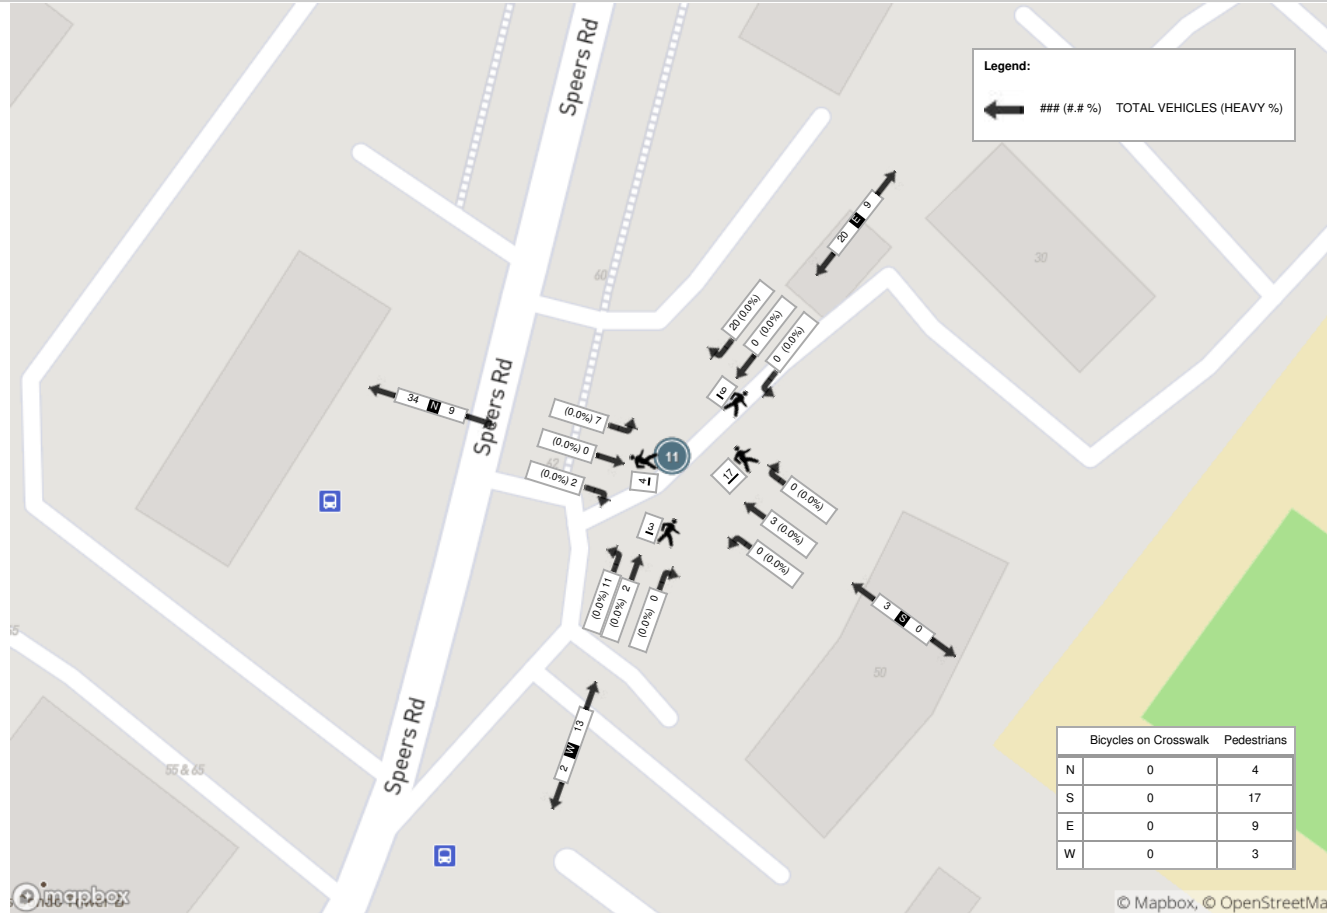 Speers Rd
Legend:
### (#.# %) TOTAL VEHICLES (HEAVY %)
9
E
20
60
30
20 (0.0%)
0 (0.0%)
0 (0.0%)
Speers Rd
34 N 9
9
(0.0%) 7
(0.0%) 0
(0.0%) 2
62
4
11
17
0 (0.0%)
3 (0.0%)
0 (0.0%)
3
(0.0%) 11
(0.0%) 2
(0.0%) 0
3 S 0
50
13
W
2
Speers Rd
55 & 65
Bicycles on Crosswalk Pedestrians
N 0 4
S 0 17
E 0 9
W 0 3
mapbox
© Mapbox, © OpenStreetMa